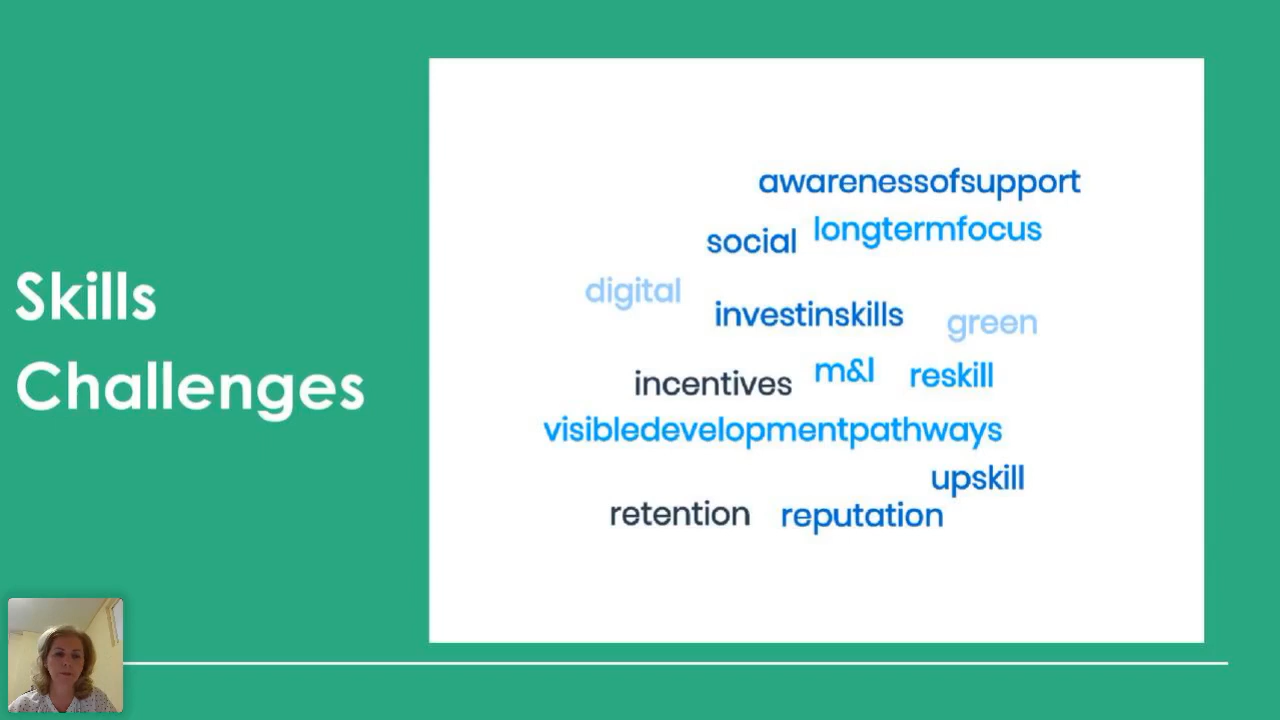 Skills
Challenges
awarenessofsupport
social longtermfocus
digital
investinskills green
incentives m&l reskill
visibledevelopmentpathways
upskill
retention reputation